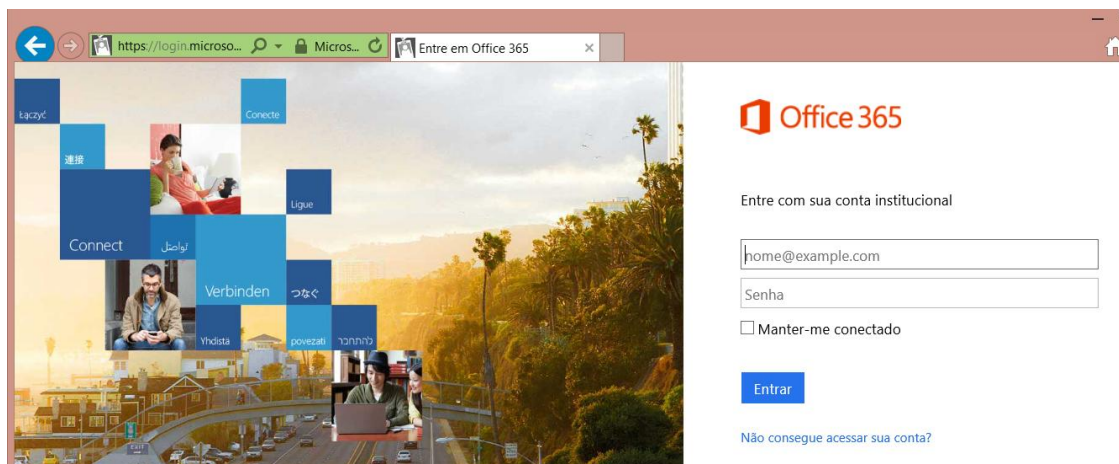 https://login.microso...
Micros...
Entre em Office 365
Łączyć
Conecte
連接
Ligue
Connect
تواصل
Verbinden
つなぐ
Yhdistä
povezati
להתחבר
EXIT
Office 365
Entre com sua conta institucional
nome@example.com
Senha
Manter-me conectado
Entrar
Não consegue acessar sua conta?